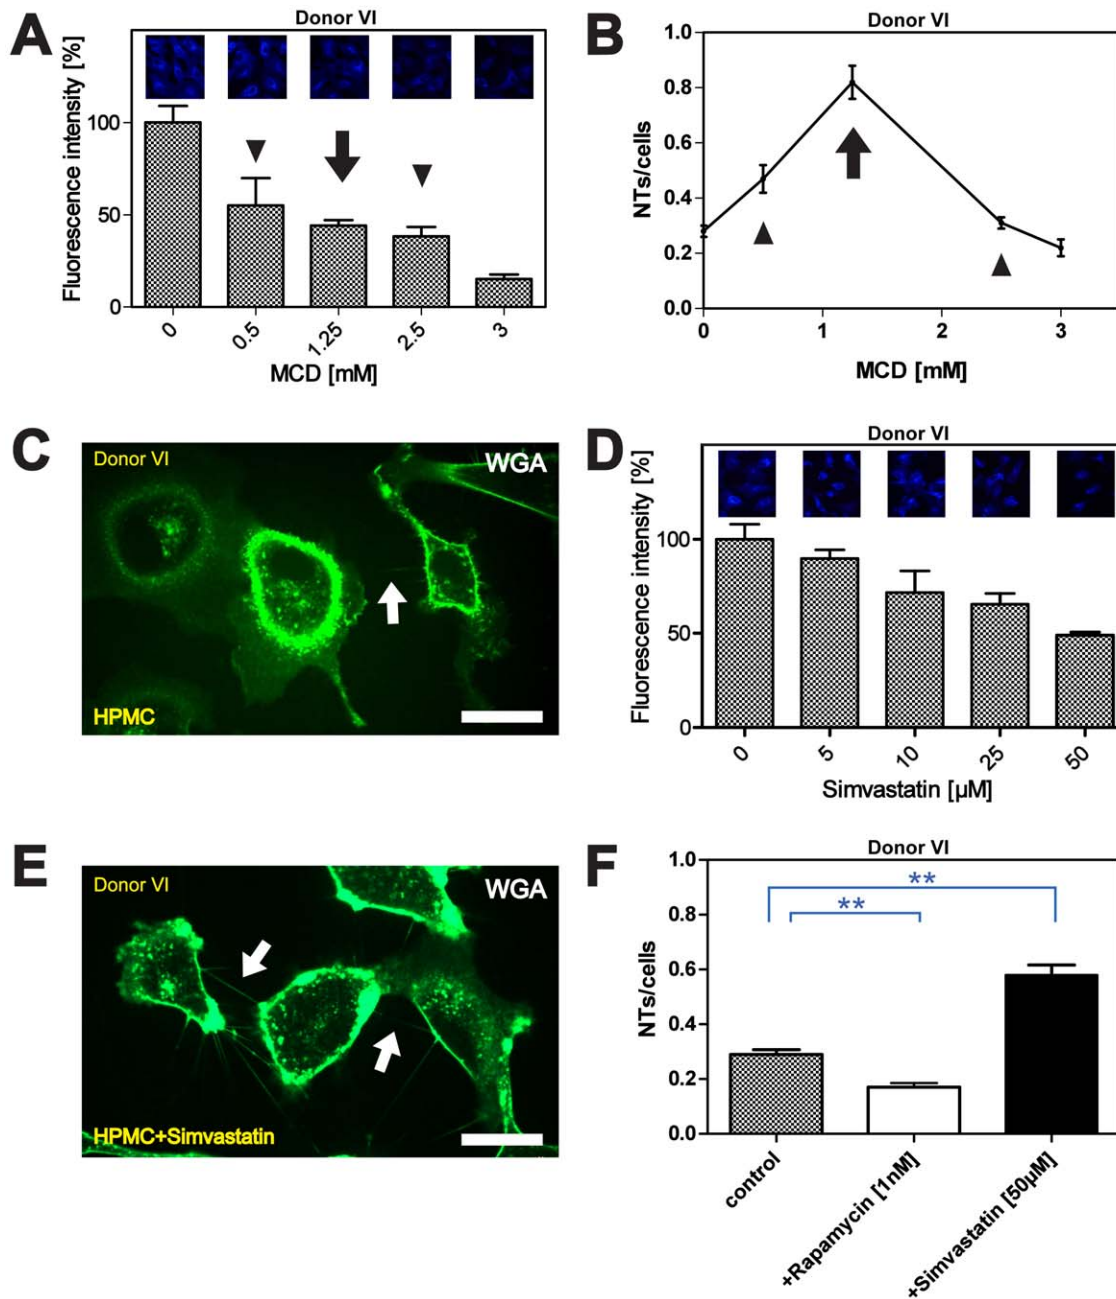 A
Donor VI
Fluorescence intensity [%]
100
50
0
0
0.5
1.25
2.5
3
MCD [mM]
B
Donor VI
NTs/cells
1.0
0.8
0.6
0.4
0.2
0.0
0
1
2
3
MCD [mM]
C
Donor VI
WGA
HPMC
D
Donor VI
Fluorescence intensity [%]
100
50
0
0
5
10
25
50
Simvastatin [µM]
E
Donor VI
WGA
HPMC+Simvastatin
F
Donor VI
NTs/cells
1.0
0.8
0.6
0.4
0.2
0.0
**
**
control
+Rapamycin [1nM]
+Simvastatin [50µM]